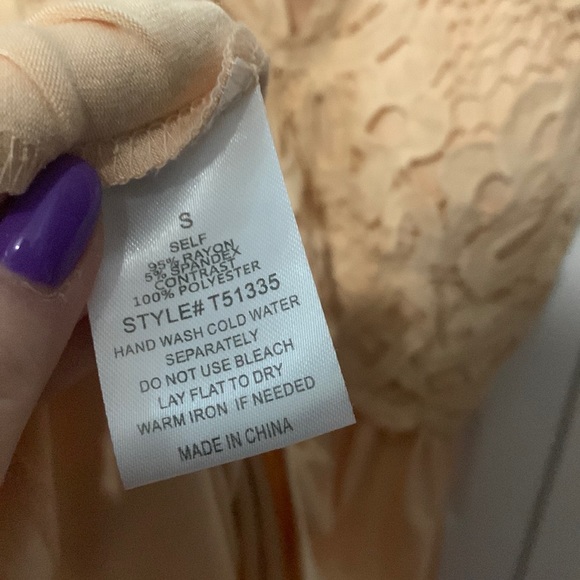 S
SELF
95% RAYON
5% SPANDEX
CONTRAST
100% POLYESTER
STYLE# T51335
HAND WASH COLD WATER
SEPARATELY
DO NOT USE BLEACH
LAY FLAT TO DRY
WARM IRON IF NEEDED
MADE IN CHINA